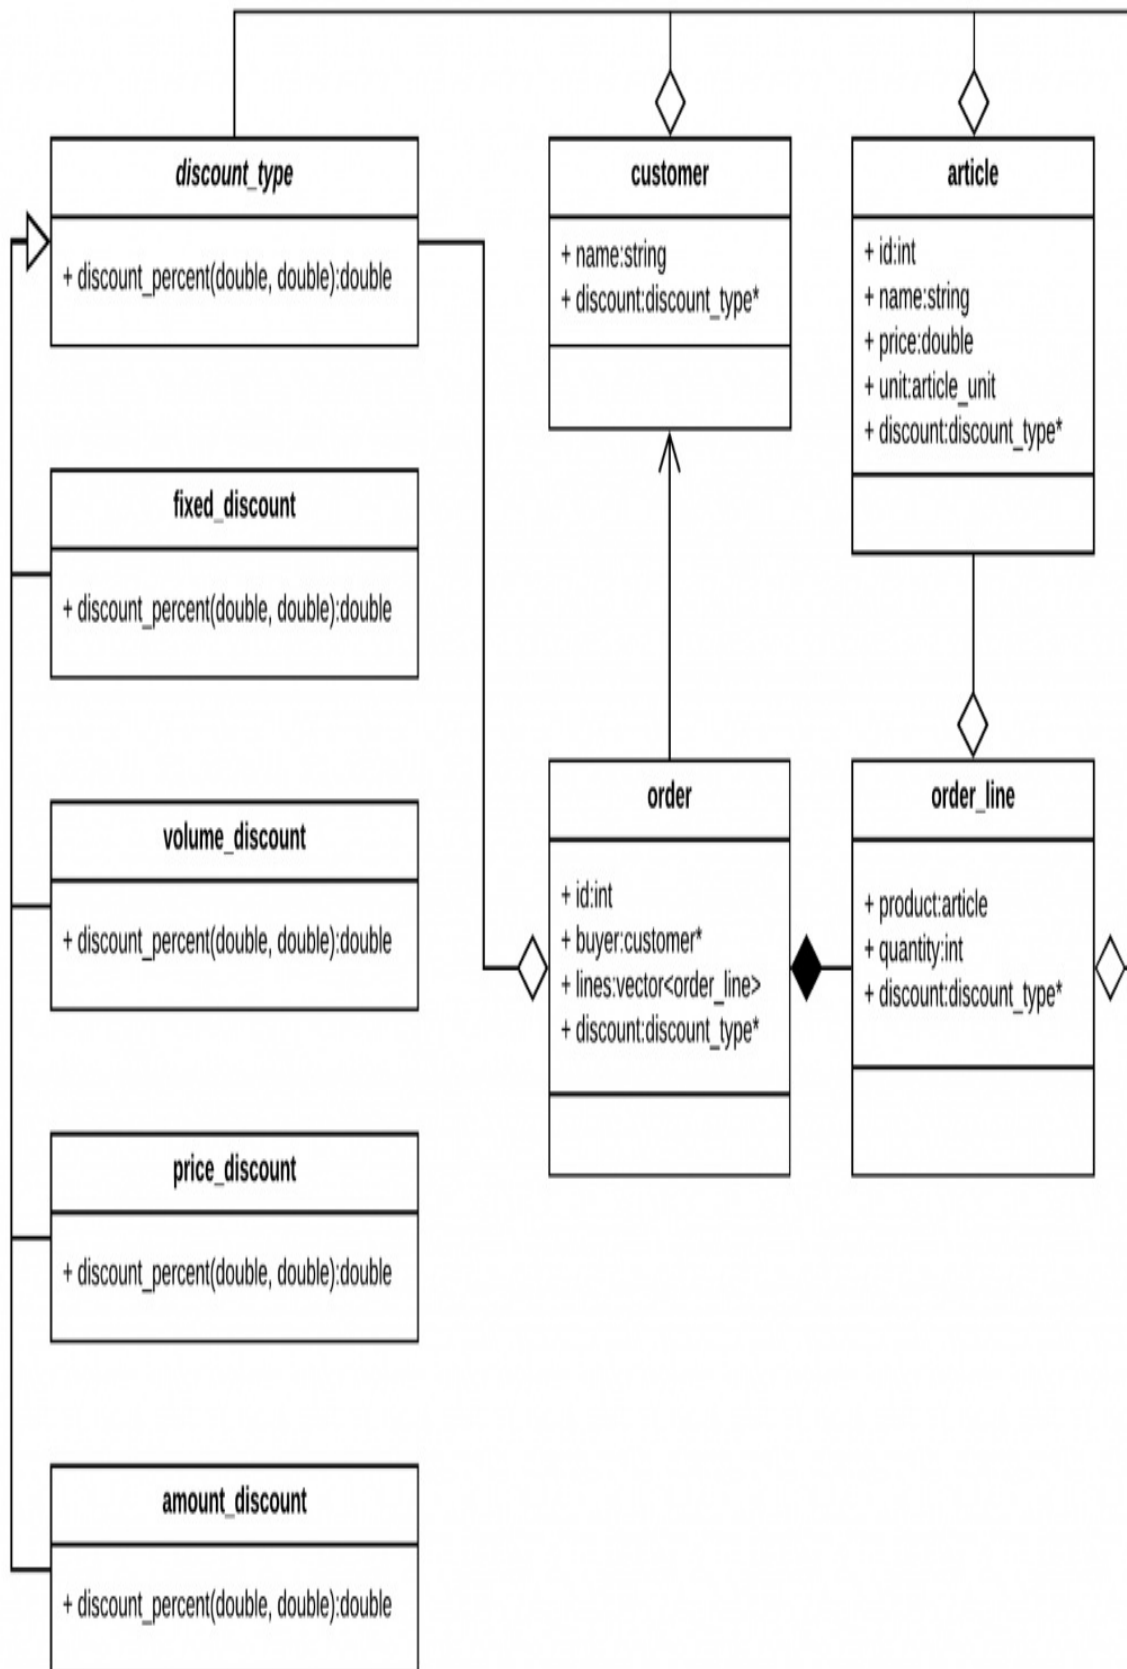 discount_type
+ discount_percent(double, double):double
customer
+ name:string
+ discount:discount_type*
article
+ id:int
+ name:string
+ price:double
+ unit:article_unit
+ discount:discount_type*
fixed_discount
+ discount_percent(double, double):double
volume_discount
+ discount_percent(double, double):double
order
+ id:int
+ buyer:customer*
+ lines:vector<order_line>
+ discount:discount_type*
order_line
+ product:article
+ quantity:int
+ discount:discount_type*
price_discount
+ discount_percent(double, double):double
amount_discount
+ discount_percent(double, double):double